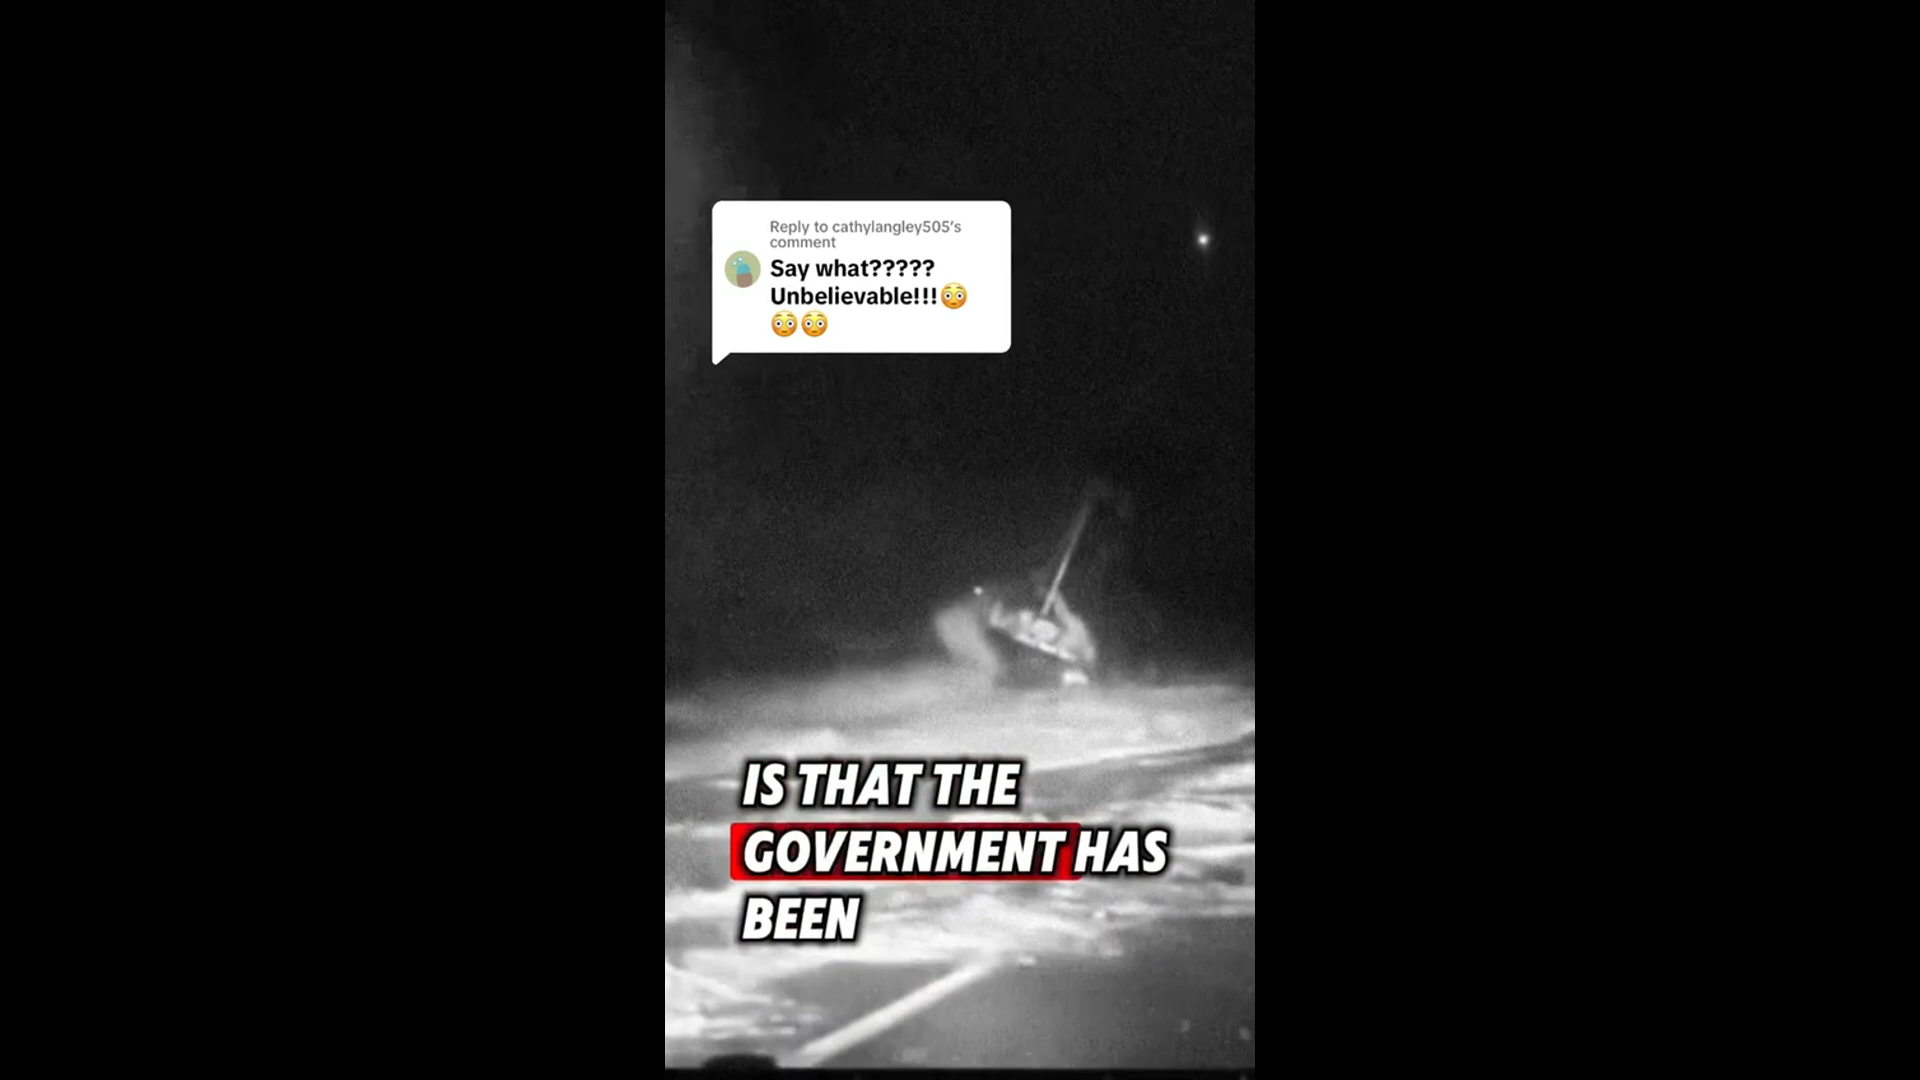 Reply to cathylangley505's
comment
Say what?????
Unbelievable!!!😳
😳😳
IS THAT THE
GOVERNMENT HAS
BEEN